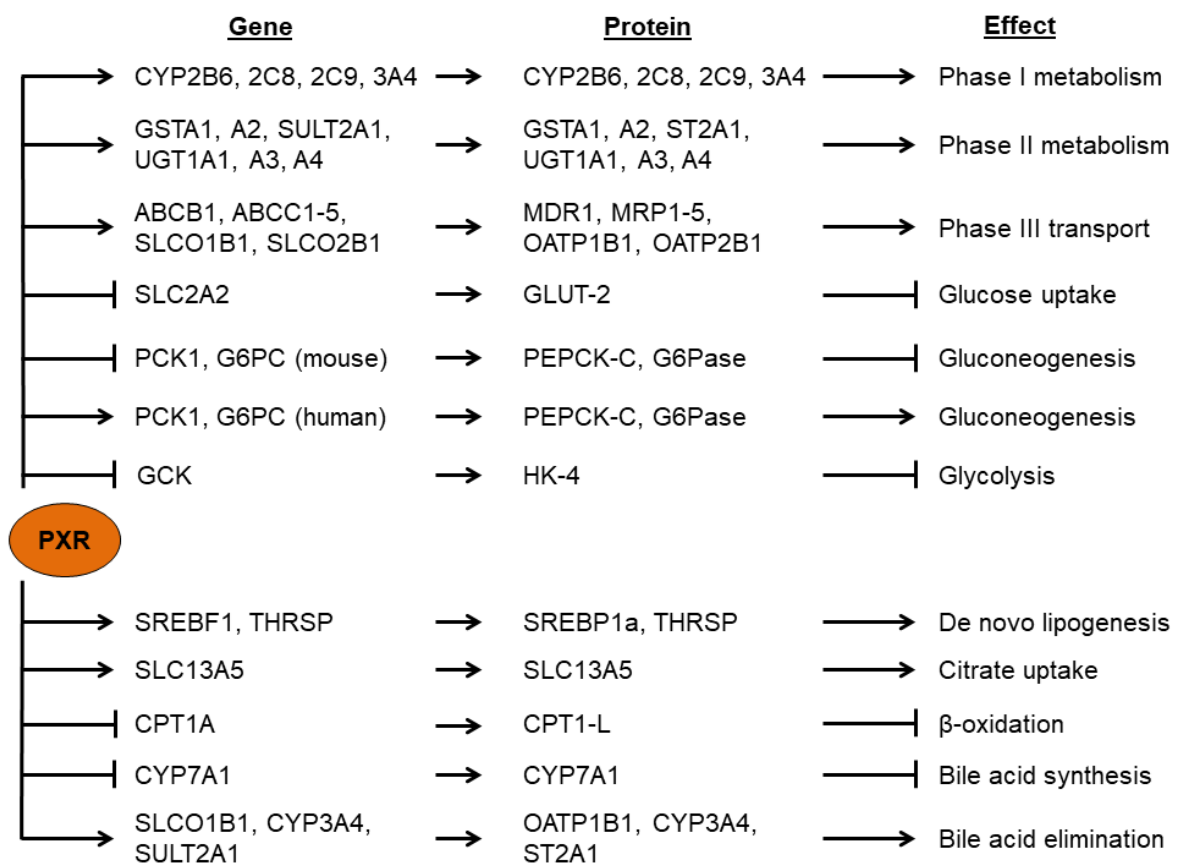 Gene Protein Effect
CYP2B6, 2C8, 2C9, 3A4 CYP2B6, 2C8, 2C9, 3A4 Phase I metabolism
GSTA1, A2, SULT2A1, GSTA1, A2, ST2A1,
UGT1A1, A3, A4 UGT1A1, A3, A4 Phase II metabolism
ABCB1, ABCC1-5, MDR1, MRP1-5,
SLCO1B1, SLCO2B1 OATP1B1, OATP2B1 Phase III transport
SLC2A2 GLUT-2 Glucose uptake
PCK1, G6PC (mouse) PEPCK-C, G6Pase Gluconeogenesis
PCK1, G6PC (human) PEPCK-C, G6Pase Gluconeogenesis
GCK HK-4 Glycolysis
PXR
SREBF1, THRSP SREBP1a, THRSP De novo lipogenesis
SLC13A5 SLC13A5 Citrate uptake
CPT1A CPT1-L β-oxidation
CYP7A1 CYP7A1 Bile acid synthesis
SLCO1B1, CYP3A4, OATP1B1, CYP3A4,
SULT2A1 ST2A1 Bile acid elimination